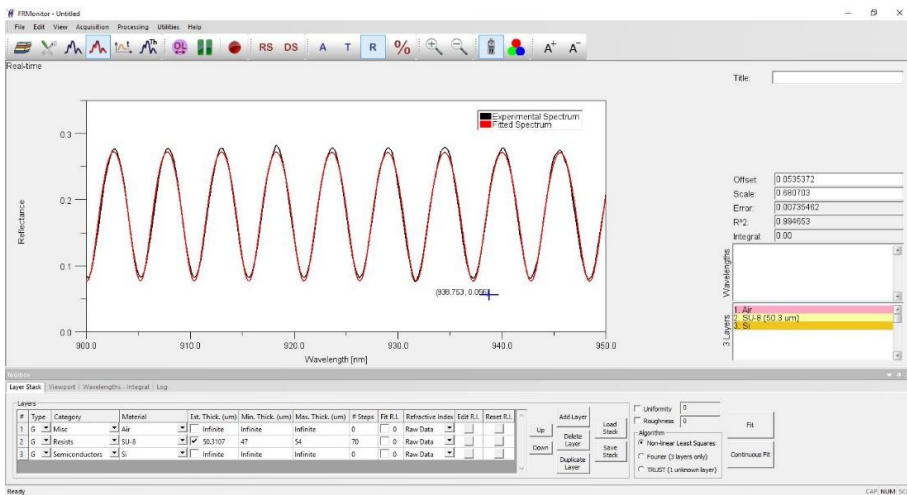 FRMonitor - Untitled
File Edit View Acquisition Processing Utilities Help
OL RS DS A T R % A+ A-
Real-time
Title:
Experimental Spectrum
Fitted Spectrum
0.3
0.2
0.1
0.0
Reflectance
(938.753, 0.056)
900.0 910.0 920.0 930.0 940.0 950.0
Wavelength [nm]
Offset: 0.0535372
Scale: 0.680703
Error: 0.00735462
R^2: 0.994653
Integral: 0.00
Wavelengths
3 Layers
1. Air
2. SU-8 (50.3 um)
3. Si
Layer Stack Viewport Wavelengths - Integral Log
Layers
# Type Category Material Est. Thick. (um) Min. Thick. (um) Max. Thick. (um) # Steps Fit R.I. Refractive Index Edit R.I. Reset R.I.
1 G Misc Air Infinite Infinite Infinite 0 0 Raw Data
2 G Resists SU-8 50.3107 47 54 70 0 Raw Data
3 G Semiconductors Si Infinite Infinite Infinite 0 0 Raw Data
Up
Down
Add Layer
Delete Layer
Duplicate Layer
Load Stack
Save Stack
Uniformity 0
Roughness 0
Algorithm
Non-linear Least Squares
Fourier (3 layers only)
TRUST (1 unknown layer)
Fit
Continuous Fit
Ready
CAP NUM